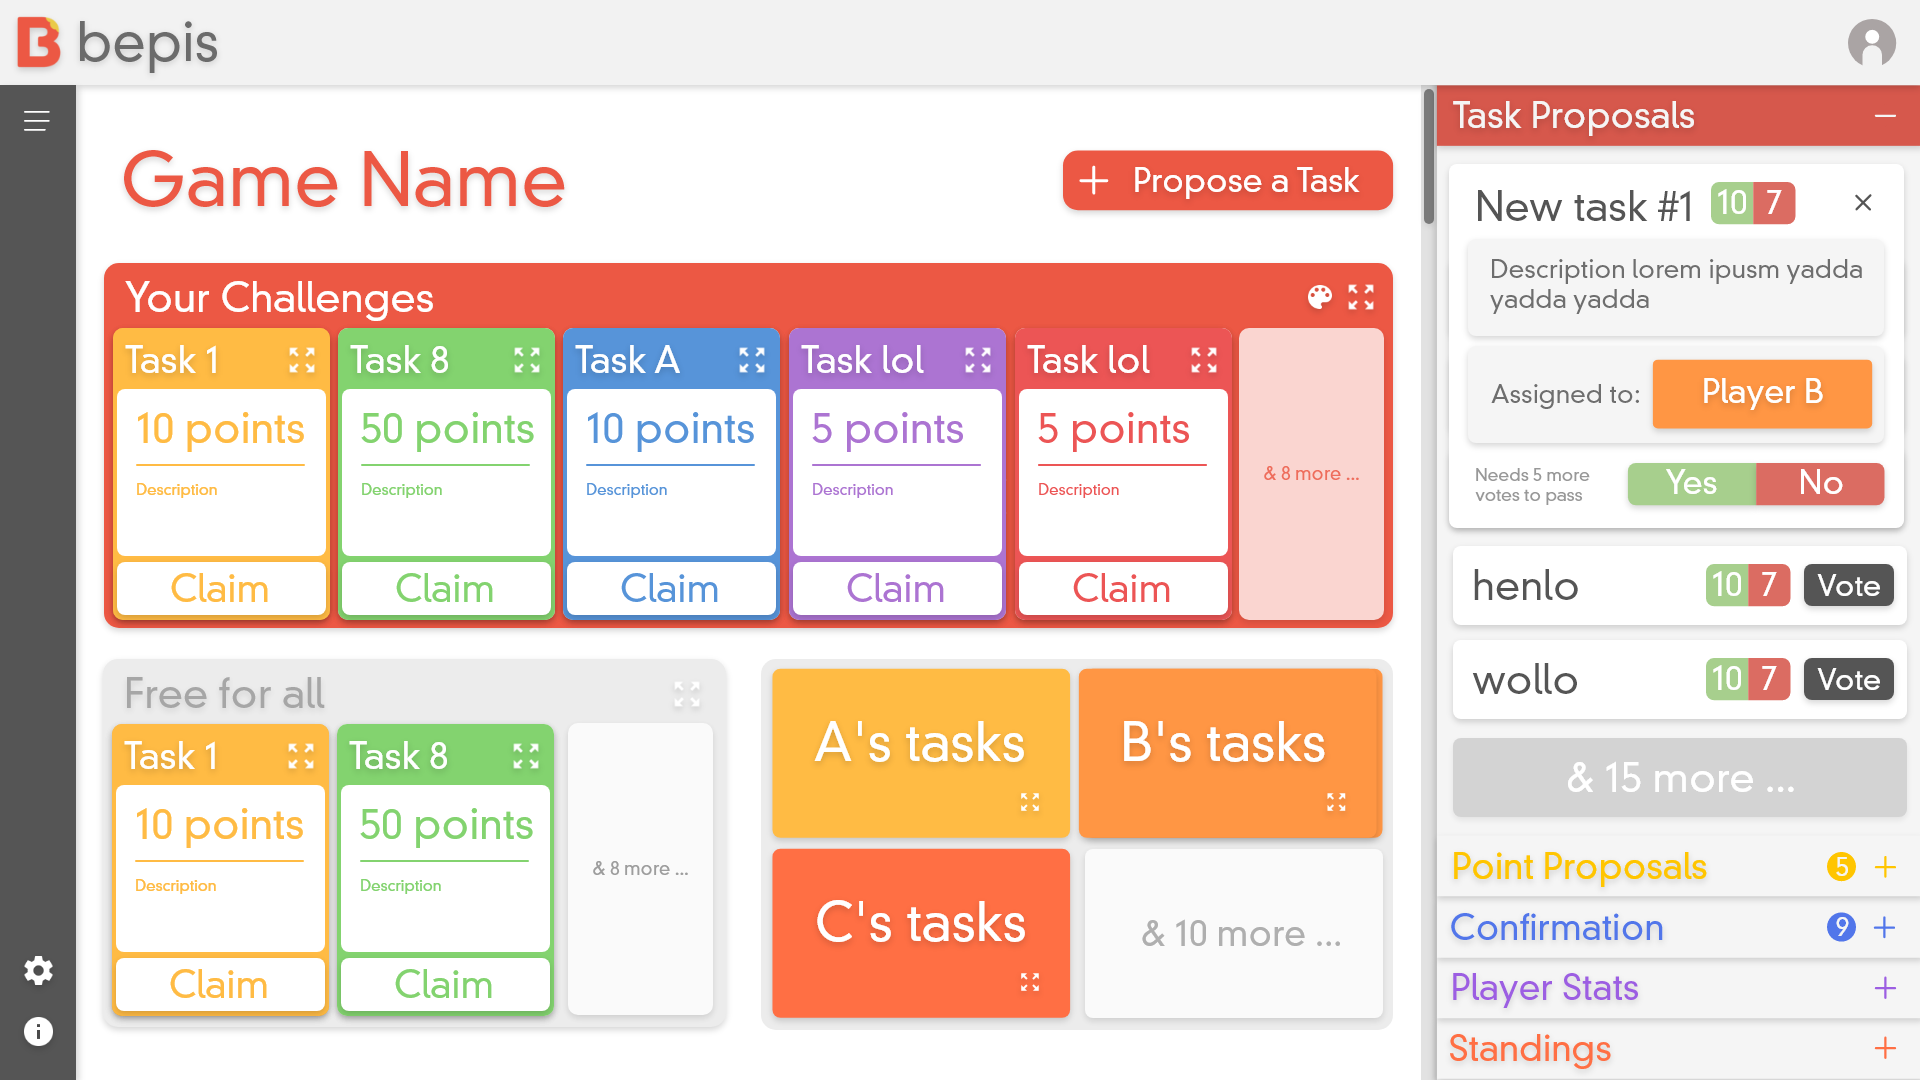 B bepis
Game Name
+ Propose a Task
Your Challenges
Task 1
10 points
Description
Claim
Task 8
50 points
Description
Claim
Task A
10 points
Description
Claim
Task lol
5 points
Description
Claim
Task lol
5 points
Description
Claim
& 8 more ...
Free for all
Task 1
10 points
Description
Claim
Task 8
50 points
Description
Claim
& 8 more ...
A's tasks
B's tasks
C's tasks
& 10 more ...
Task Proposals
New task #1 10 7
Description lorem ipusm yadda
yadda yadda
Assigned to: Player B
Needs 5 more
votes to pass
Yes No
henlo 10 7 Vote
wollo 10 7 Vote
& 15 more ...
Point Proposals 5 +
Confirmation 9 +
Player Stats +
Standings +